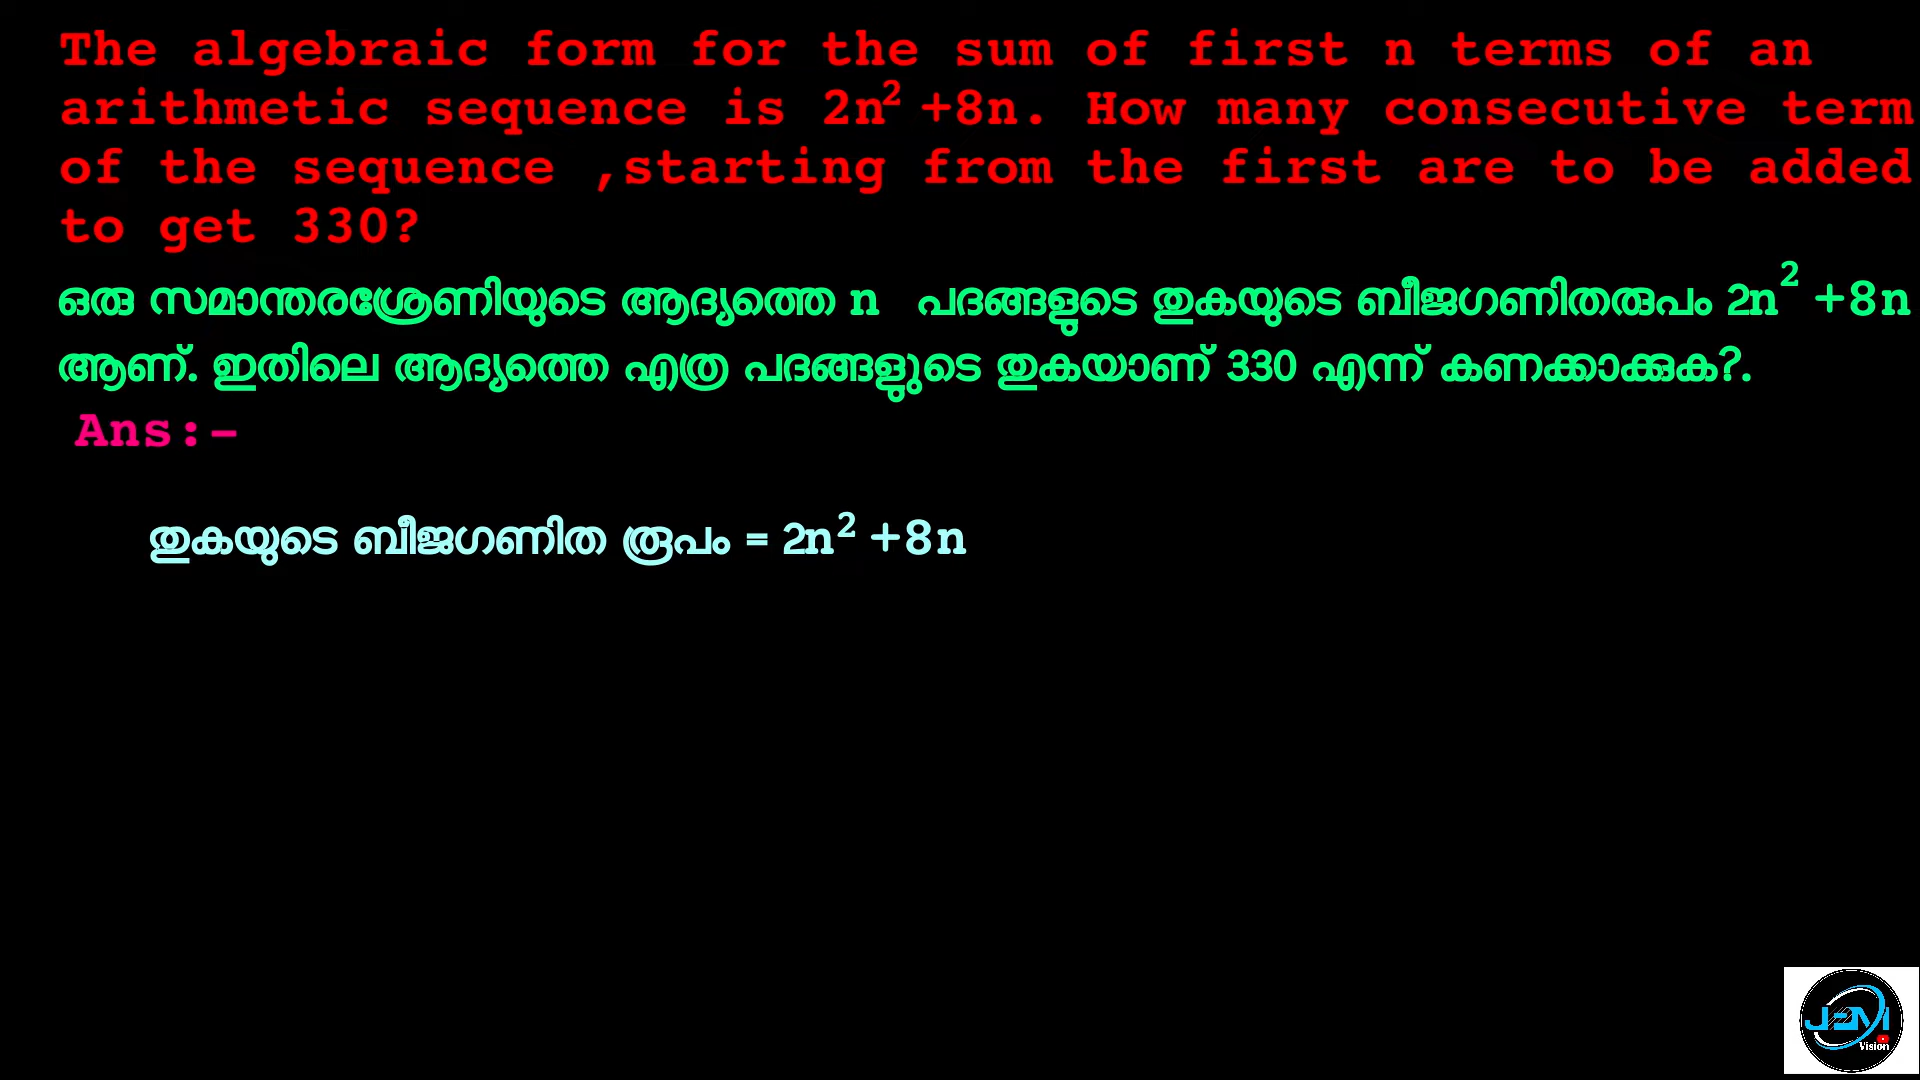 The algebraic form for the sum of first n terms of an
arithmetic sequence is 2n² +8n. How many consecutive term
of the sequence ,starting from the first are to be added
to get 330?
ഒരു സമാന്തരശ്രേണിയുടെ ആദ്യത്തെ n പദങ്ങളുടെ തുകയുടെ ബീജഗണിതരുപം 2n² +8n
ആണ്. ഇതിലെ ആദ്യത്തെ എത്ര പദങ്ങളുടെ തുകയാണ് 330 എന്ന് കണക്കാക്കുക?.
Ans:-
തുകയുടെ ബീജഗണിത രൂപം = 2n² +8n
JEM
Vision